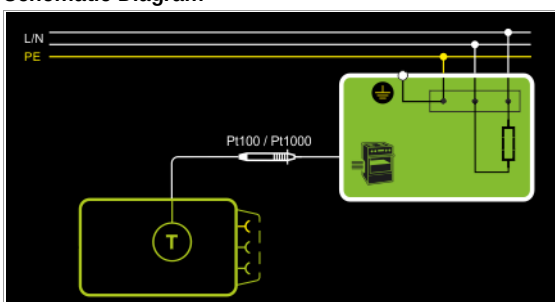 Schematic Diagram
L/N
PE
Pt100 / Pt1000
T